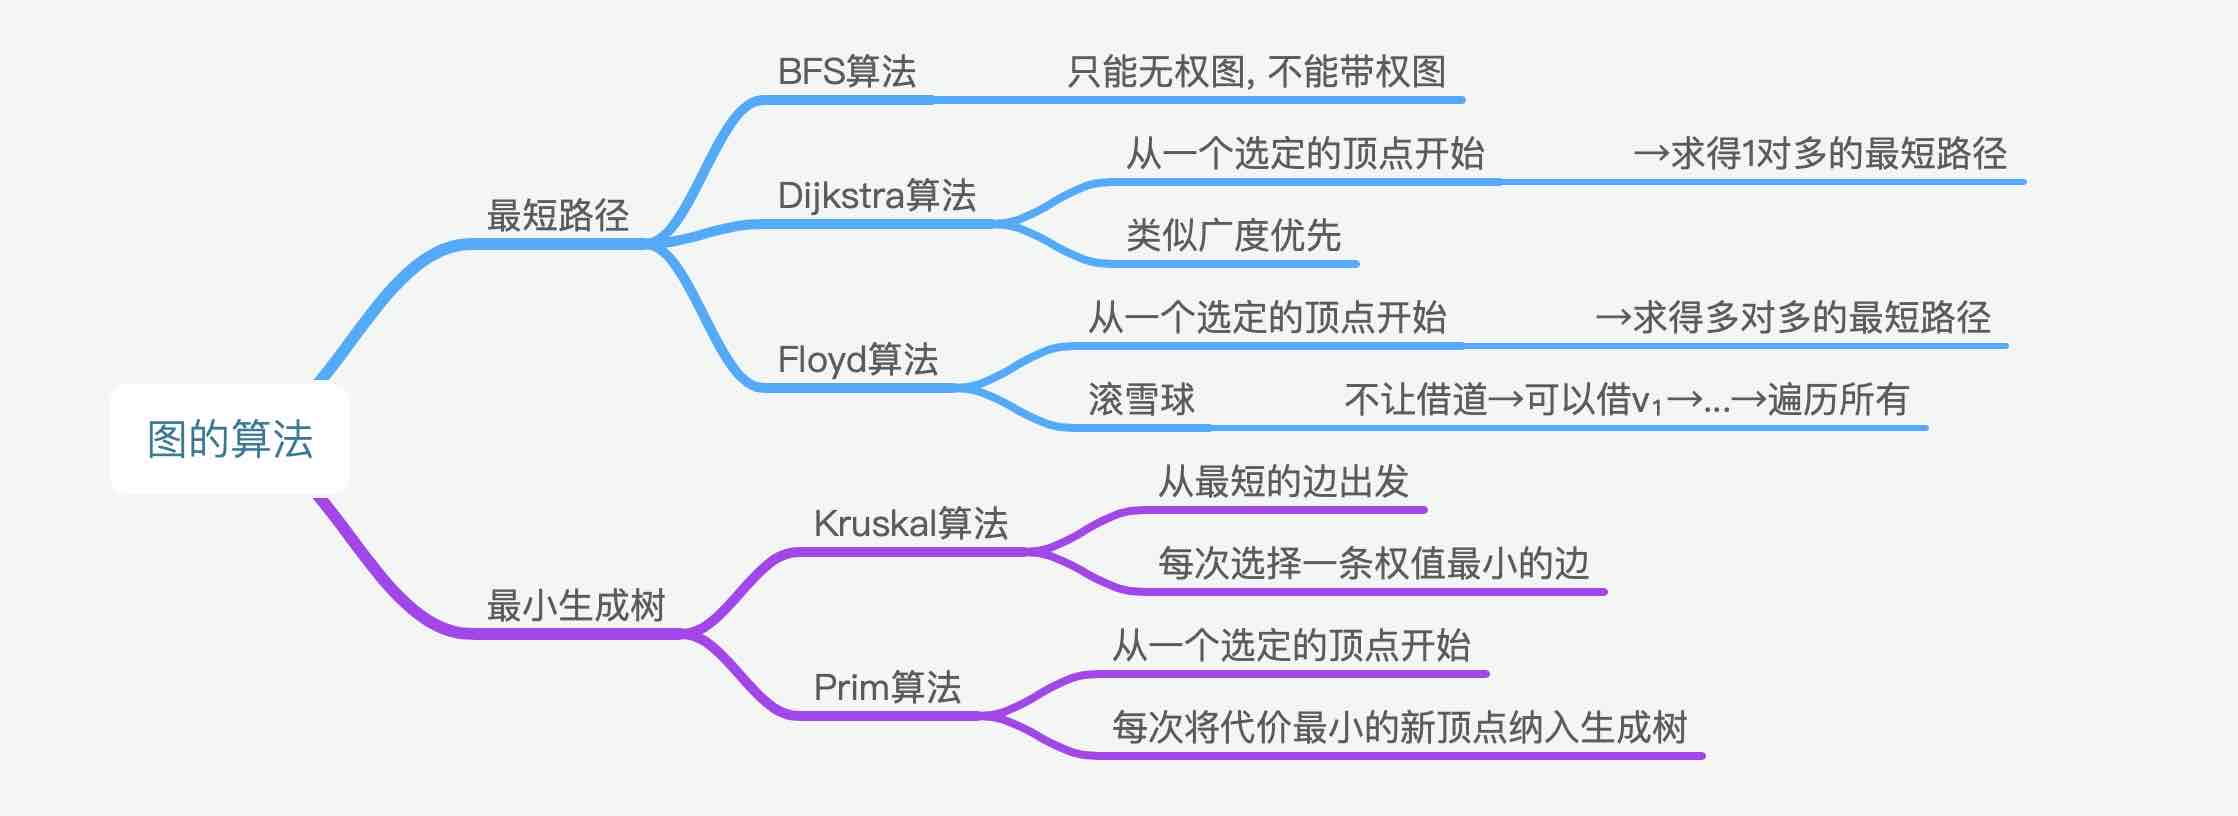 图的算法
最短路径
BFS算法
只能无权图, 不能带权图
Dijkstra算法
从一个选定的顶点开始
→求得1对多的最短路径
类似广度优先
Floyd算法
从一个选定的顶点开始
→求得多对多的最短路径
滚雪球
不让借道→可以借v₁→...→遍历所有
最小生成树
Kruskal算法
从最短的边出发
每次选择一条权值最小的边
Prim算法
从一个选定的顶点开始
每次将代价最小的新顶点纳入生成树